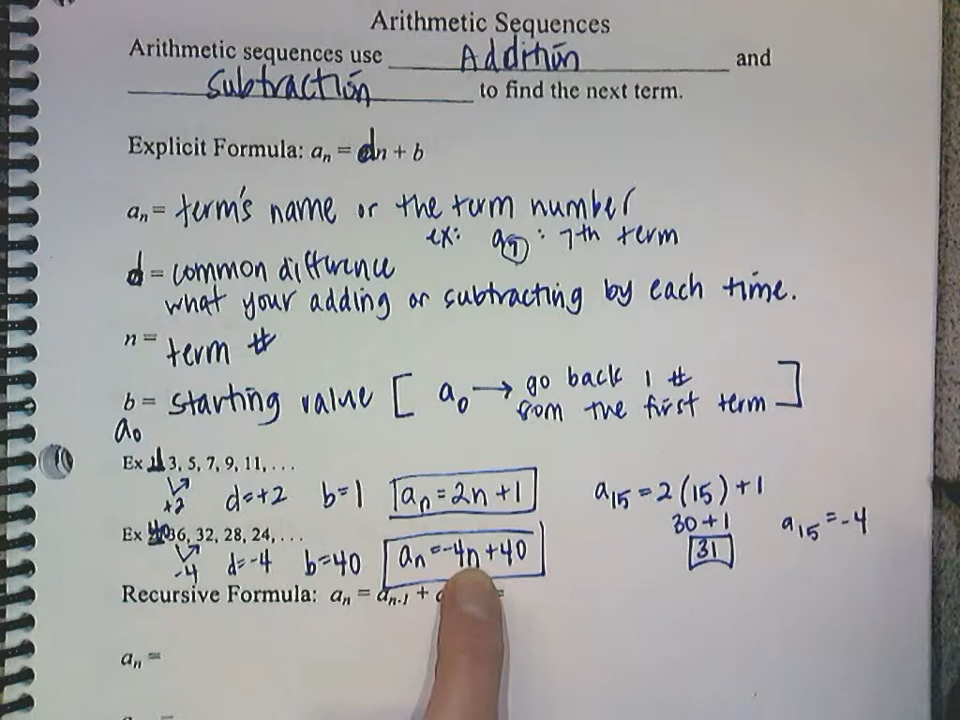 Arithmetic Sequences
Arithmetic sequences use Addition and
Subtraction to find the next term.
Explicit Formula: aₙ = dn + b
aₙ = term's name or the term number
ex: a₇ : 7th term
d = common difference
what your adding or subtracting by each time.
n = term #
b = starting value [ a₀ → go back 1 #
from the first term ]
a₀
Ex 1 3, 5, 7, 9, 11, . . .
+2 d=+2 b=1 aₙ = 2n + 1
a₁₅ = 2(15) + 1
30 + 1
31
a₁₅ = -4
Ex 40 36, 32, 28, 24, . . .
-4 d=-4 b=40 aₙ = -4n + 40
Recursive Formula: aₙ = aₙ₋₁ +
aₙ =